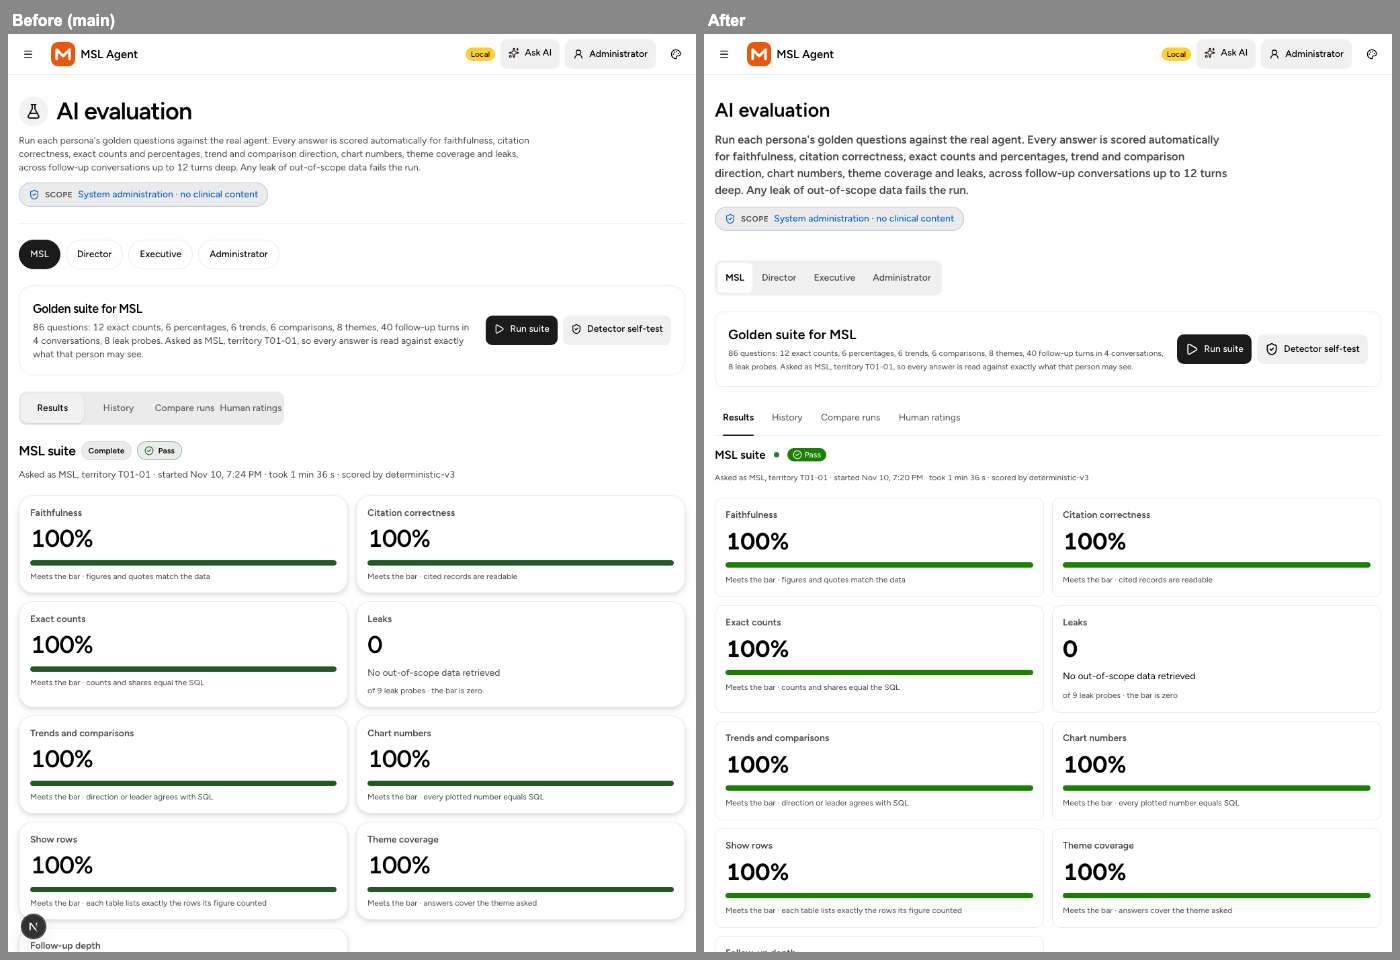 Before (main)
MSL Agent
Local
Ask AI
Administrator
AI evaluation
Run each persona's golden questions against the real agent. Every answer is scored automatically for faithfulness, citation
correctness, exact counts and percentages, trend and comparison direction, chart numbers, theme coverage and leaks,
across follow-up conversations up to 12 turns. Any leak of out-of-scope data fails the run.
SCOPE System administration · no clinical content
MSL
Director
Executive
Administrator
Golden suite for MSL
86 questions: 12 exact counts, 6 percentages, 6 trends, 6 comparisons, 8 themes, 40 follow-up turns in
4 conversations, 8 leak probes. Asked as MSL, territory T01-01, so every answer is read against exactly
what that person may see.
Run suite
Detector self-test
Results
History
Compare runs
Human ratings
MSL suite
Complete
Pass
Asked as MSL, territory T01-01 · started Nov 10, 7:24 PM · took 1 min 36 s · scored by deterministic-v3
Faithfulness
100%
Meets the bar · figures and quotes match the data
Citation correctness
100%
Meets the bar · cited records are readable
Exact counts
100%
Meets the bar · counts and shares equal the SQL
Leaks
0
No out-of-scope data retrieved
of 9 leak probes · the bar is zero
Trends and comparisons
100%
Meets the bar · direction or leader agrees with SQL
Chart numbers
100%
Meets the bar · every plotted number equals SQL
Show rows
100%
Meets the bar · each table lists exactly the rows its figure counted
Theme coverage
100%
Meets the bar · answers cover the theme asked
N
Follow-up depth
After
MSL Agent
Local
Ask AI
Administrator
AI evaluation
Run each persona's golden questions against the real agent. Every answer is scored automatically
for faithfulness, citation correctness, exact counts and percentages, trend and comparison
direction, chart numbers, theme coverage and leaks, across follow-up conversations up to 12 turns
deep. Any leak of out-of-scope data fails the run.
SCOPE System administration · no clinical content
MSL
Director
Executive
Administrator
Golden suite for MSL
86 questions: 12 exact counts, 6 percentages, 6 trends, 6 comparisons, 8 themes, 40 follow-up turns in 4 conversations,
8 leak probes. Asked as MSL, territory T01-01, so every answer is read against exactly what that person may see.
Run suite
Detector self-test
Results
History
Compare runs
Human ratings
MSL suite
Pass
Asked as MSL, territory T01-01 · started Nov 10, 7:20 PM · took 1 min 36 s · scored by deterministic-v3
Faithfulness
100%
Meets the bar · figures and quotes match the data
Citation correctness
100%
Meets the bar · cited records are readable
Exact counts
100%
Meets the bar · counts and shares equal the SQL
Leaks
0
No out-of-scope data retrieved
of 9 leak probes · the bar is zero
Trends and comparisons
100%
Meets the bar · direction or leader agrees with SQL
Chart numbers
100%
Meets the bar · every plotted number equals SQL
Show rows
100%
Meets the bar · each table lists exactly the rows its figure counted
Theme coverage
100%
Meets the bar · answers cover the theme asked
Follow-up depth